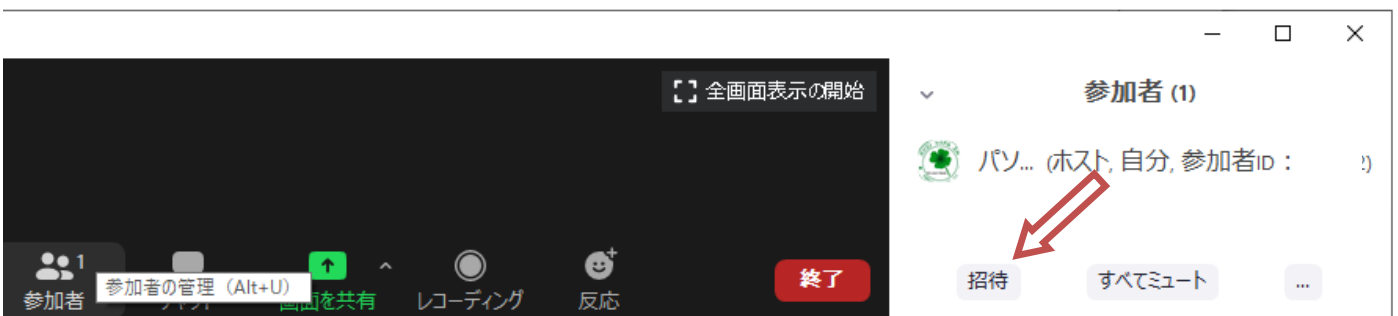 全画面表示の開始
参加者 (1)
パソ... (ホスト, 自分, 参加者ID：
1
参加者の管理（Alt+U）
参加者
画面を共有
レコーディング
反応
終了
招待
すべてミュート
...